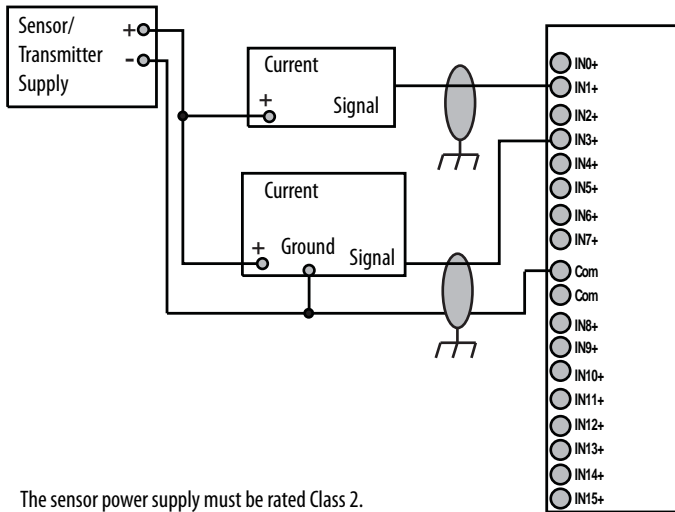 Sensor/
Transmitter
Supply
+
-
Current
+
Signal
Current
+
Ground
Signal
IN0+
IN1+
IN2+
IN3+
IN4+
IN5+
IN6+
IN7+
Com
Com
IN8+
IN9+
IN10+
IN11+
IN12+
IN13+
IN14+
IN15+
The sensor power supply must be rated Class 2.